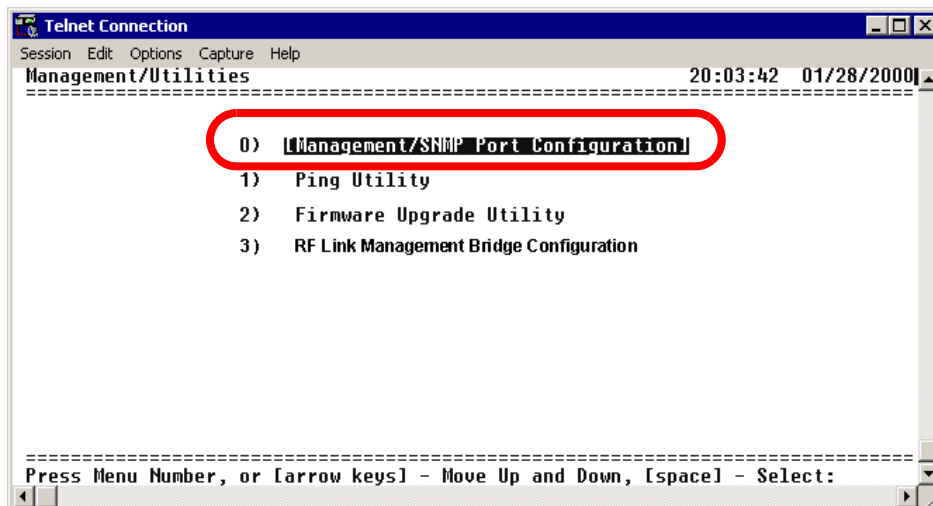 Telnet Connection
Session Edit Options Capture Help
Management/Utilities 20:03:42 01/28/2000
================================================================================
0) [Management/SNMP Port Configuration]
1) Ping Utility
2) Firmware Upgrade Utility
3) RF Link Management Bridge Configuration
================================================================================
Press Menu Number, or [arrow keys] - Move Up and Down, [space] - Select: